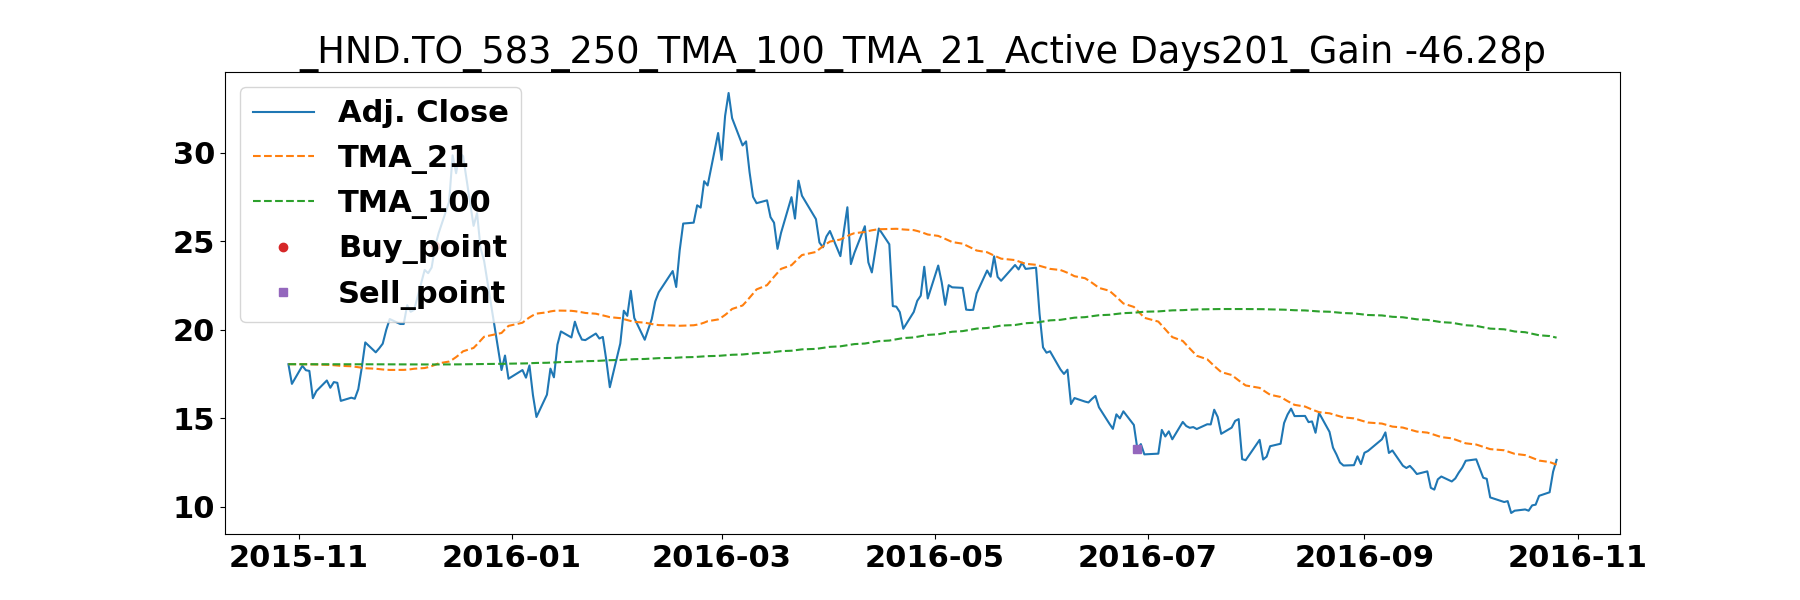 _HND.TO_583_250_TMA_100_TMA_21_Active Days201_Gain -46.28p
Adj. Close
TMA_21
TMA_100
Buy_point
Sell_point
30
25
20
15
10
2015-11 2016-01 2016-03 2016-05 2016-07 2016-09 2016-11